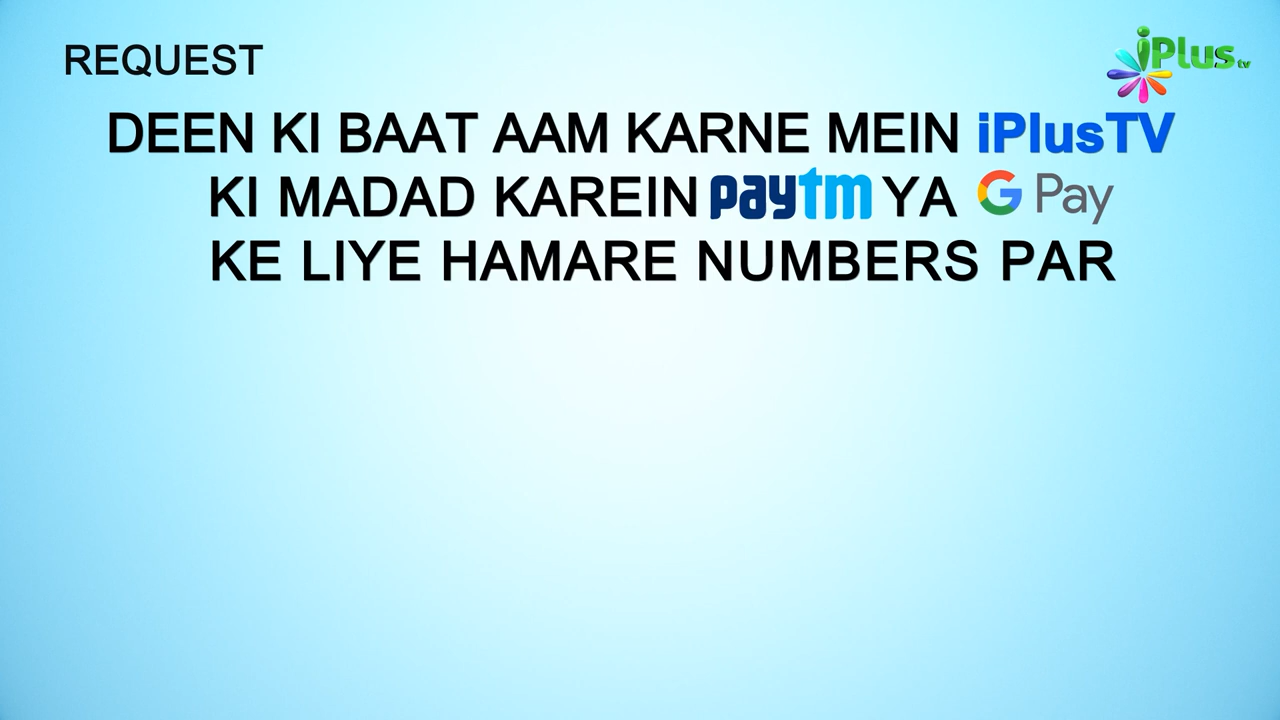 REQUEST
iPlus tv
DEEN KI BAAT AAM KARNE MEIN iPlusTV
KI MADAD KAREIN paytm YA G Pay
KE LIYE HAMARE NUMBERS PAR